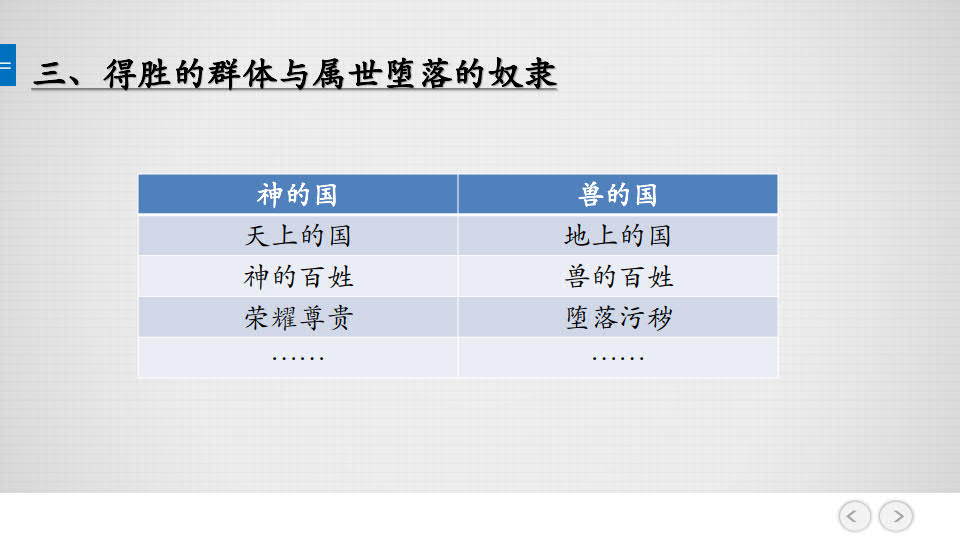 三、得胜的群体与属世堕落的奴隶
神的国 兽的国
天上的国 地上的国
神的百姓 兽的百姓
荣耀尊贵 堕落污秽
…… ……